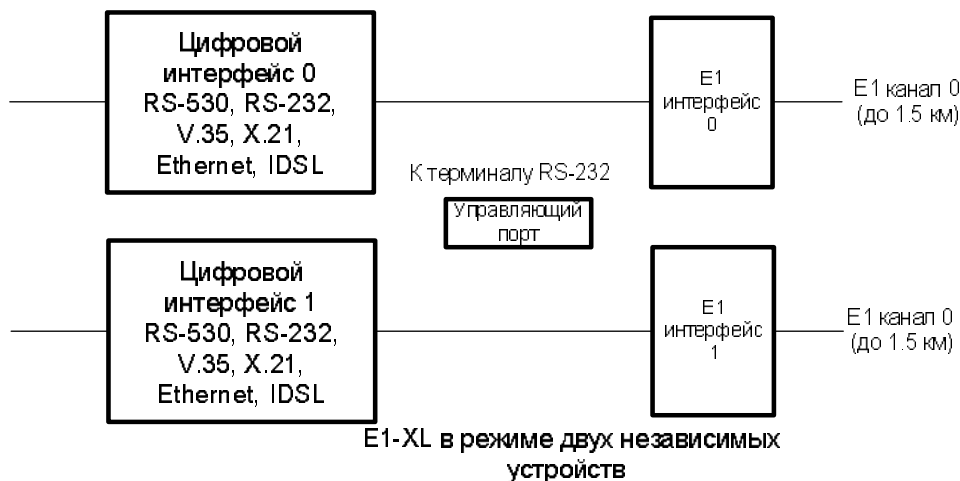 Цифровой
интерфейс 0
RS-530, RS-232,
V.35, X.21,
Ethernet, IDSL
E1
интерфейс
0
E1 канал 0
(до 1.5 км)
К терминалу RS-232
Управляющий
порт
Цифровой
интерфейс 1
RS-530, RS-232,
V.35, X.21,
Ethernet, IDSL
E1
интерфейс
1
E1 канал 0
(до 1.5 км)
E1-XL в режиме двух независимых
устройств